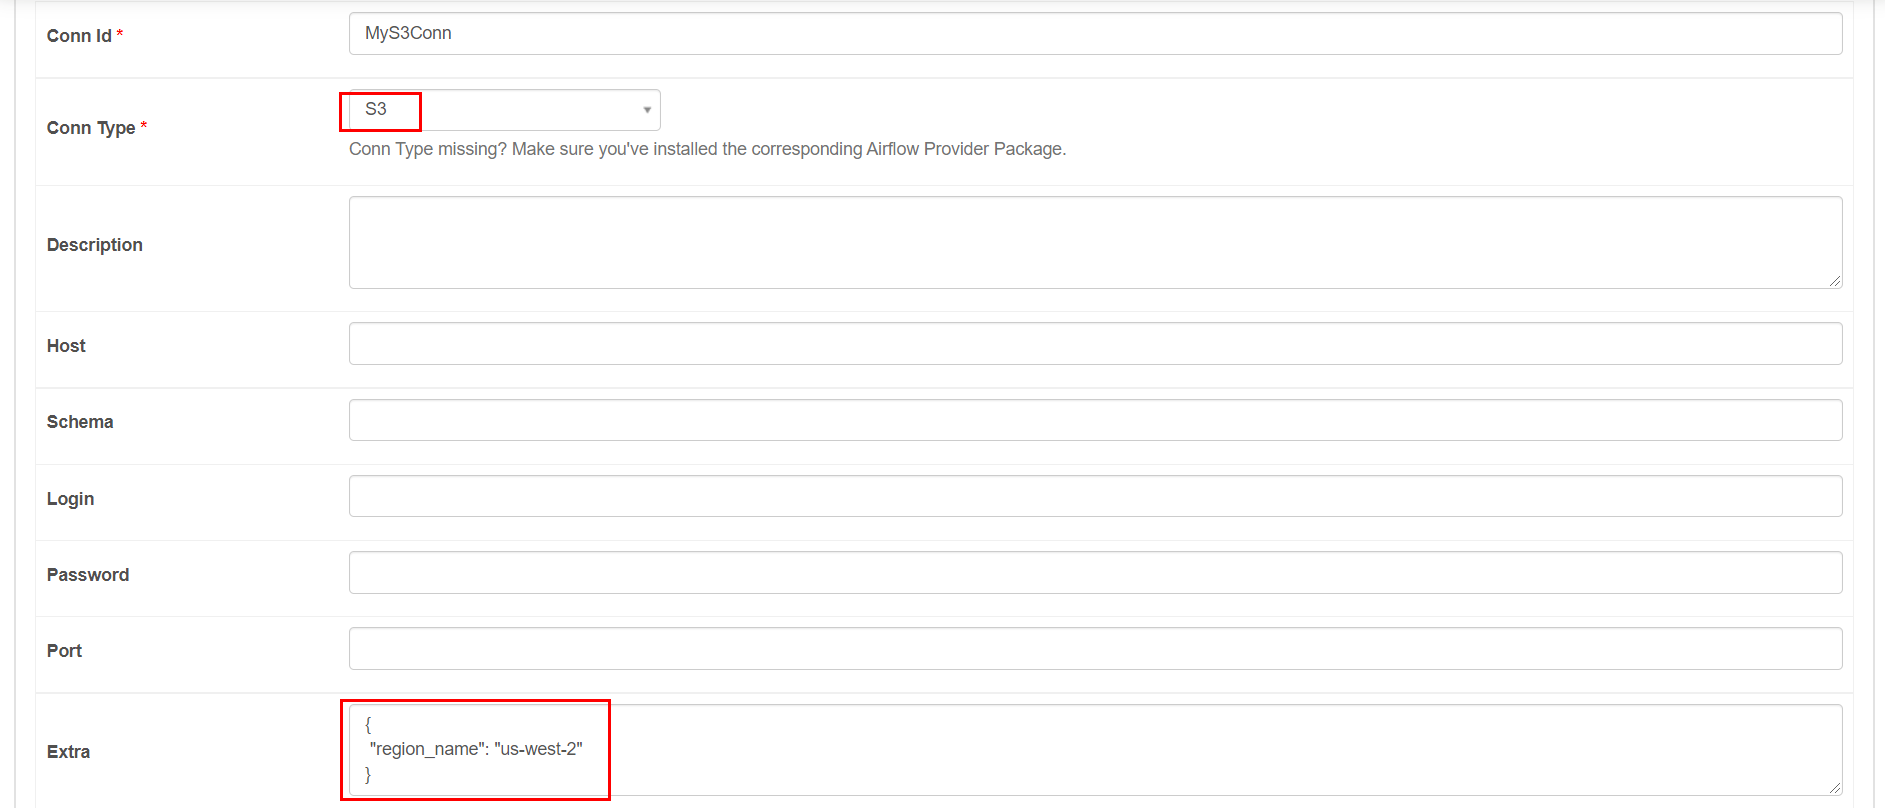 Conn Id *
MyS3Conn
Conn Type *
S3
Conn Type missing? Make sure you've installed the corresponding Airflow Provider Package.
Description
Host
Schema
Login
Password
Port
Extra
{
"region_name": "us-west-2"
}